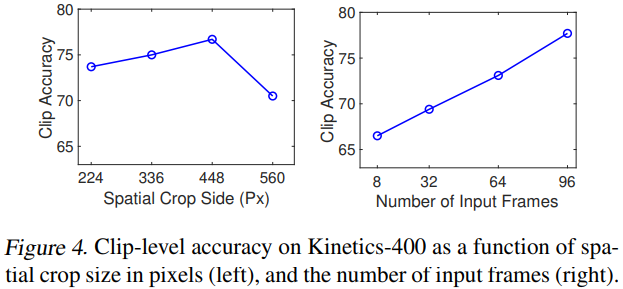 80
75
70
65
Clip Accuracy
224 336 448 560
Spatial Crop Side (Px)
80
75
70
65
Clip Accuracy
8 32 64 96
Number of Input Frames
Figure 4. Clip-level accuracy on Kinetics-400 as a function of spa-
tial crop size in pixels (left), and the number of input frames (right).